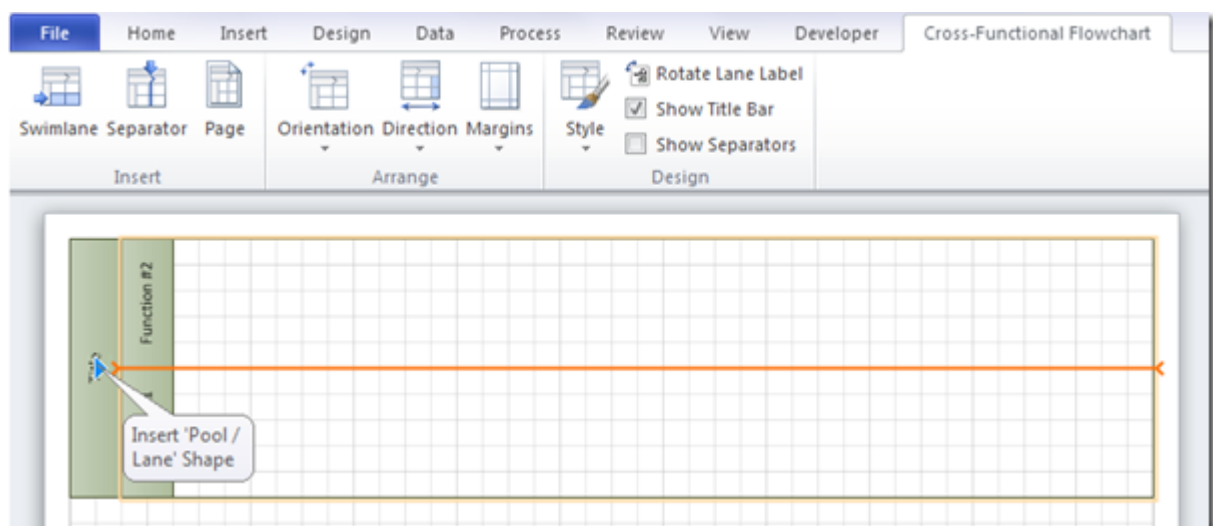 File Home Insert Design Data Process Review View Developer Cross-Functional Flowchart
Swimlane Separator Page Orientation Direction Margins Style
Rotate Lane Label
Show Title Bar
Show Separators
Insert Arrange Design
Function #2
Insert 'Pool /
Lane' Shape